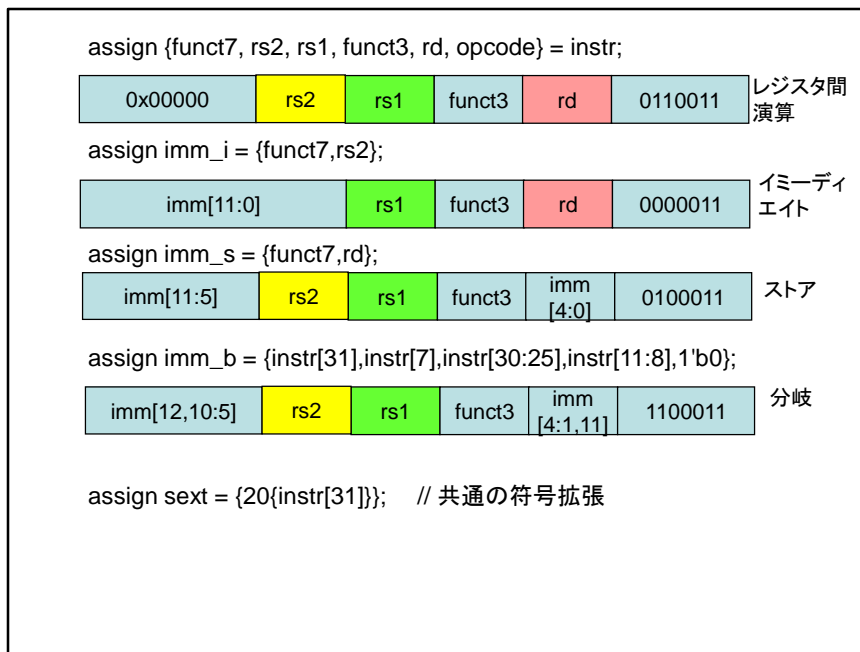 assign {funct7, rs2, rs1, funct3, rd, opcode} = instr;
0x00000 rs2 rs1 funct3 rd 0110011 レジスタ間
演算
assign imm_i = {funct7,rs2};
imm[11:0] rs1 funct3 rd 0000011 イミーディ
エイト
assign imm_s = {funct7,rd};
imm[11:5] rs2 rs1 funct3 imm
[4:0] 0100011 ストア
assign imm_b = {instr[31],instr[7],instr[30:25],instr[11:8],1'b0};
imm[12,10:5] rs2 rs1 funct3 imm
[4:1,11] 1100011 分岐
assign sext = {20{instr[31]}}; // 共通の符号拡張